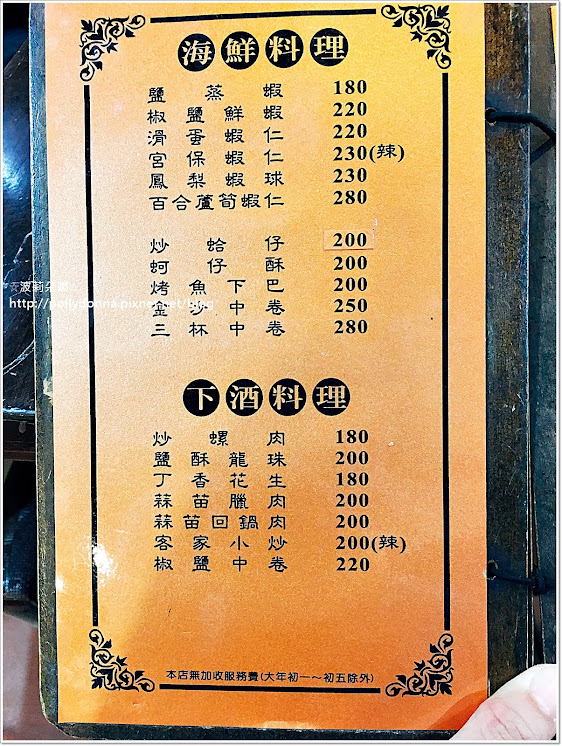 海鮮料理
鹽蒸蝦 180
椒鹽鮮蝦 220
滑蛋蝦仁 220
宮保蝦仁 230(辣)
鳳梨蝦球 230
百合蘆筍蝦仁 280
炒蛤仔 200
蚵仔酥 200
烤魚下巴 200
金沙中卷 250
三杯中卷 280
下酒料理
炒螺肉 180
鹽酥龍珠 200
丁香花生 180
蒜苗臘肉 200
蒜苗回鍋肉 200
客家小炒 200(辣)
椒鹽中卷 220
本店無加收服務費(大年初一～初五除外)
http://pollydonna.pixnet.net/blog